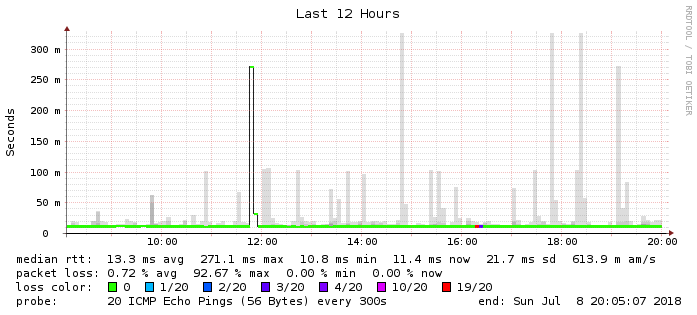 Last 12 Hours
RRDTOOL / TOBI OETIKER
Seconds
300 m
250 m
200 m
150 m
100 m
50 m
0
10:00 12:00 14:00 16:00 18:00 20:00
median rtt: 13.3 ms avg 271.1 ms max 10.8 ms min 11.4 ms now 21.7 ms sd 613.9 m am/s
packet loss: 0.72 % avg 92.67 % max 0.00 % min 0.00 % now
loss color: 0 1/20 2/20 3/20 4/20 10/20 19/20
probe: 20 ICMP Echo Pings (56 Bytes) every 300s end: Sun Jul 8 20:05:07 2018